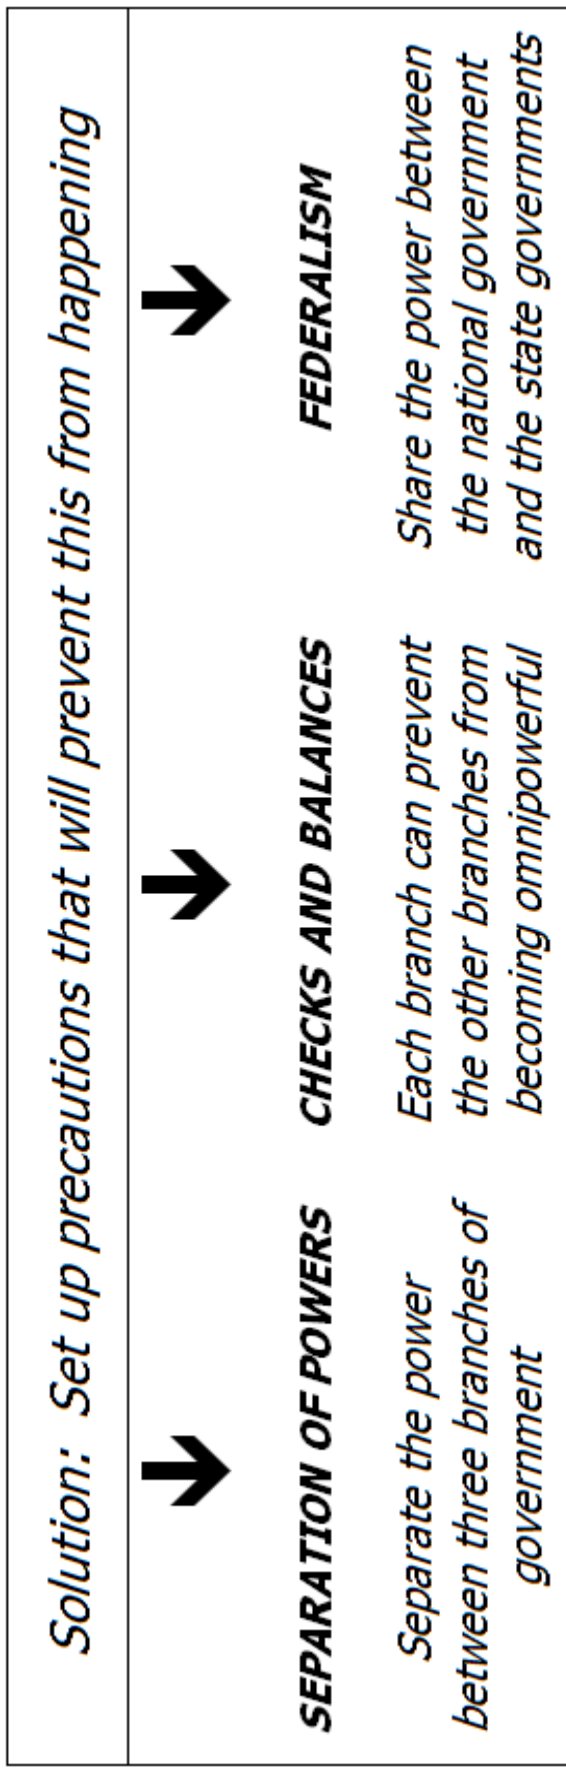 Solution: Set up precautions that will prevent this from happening
SEPARATION OF POWERS
Separate the power
between three branches of
government
CHECKS AND BALANCES
Each branch can prevent
the other branches from
becoming omnipowerful
FEDERALISM
Share the power between
the national government
and the state governments